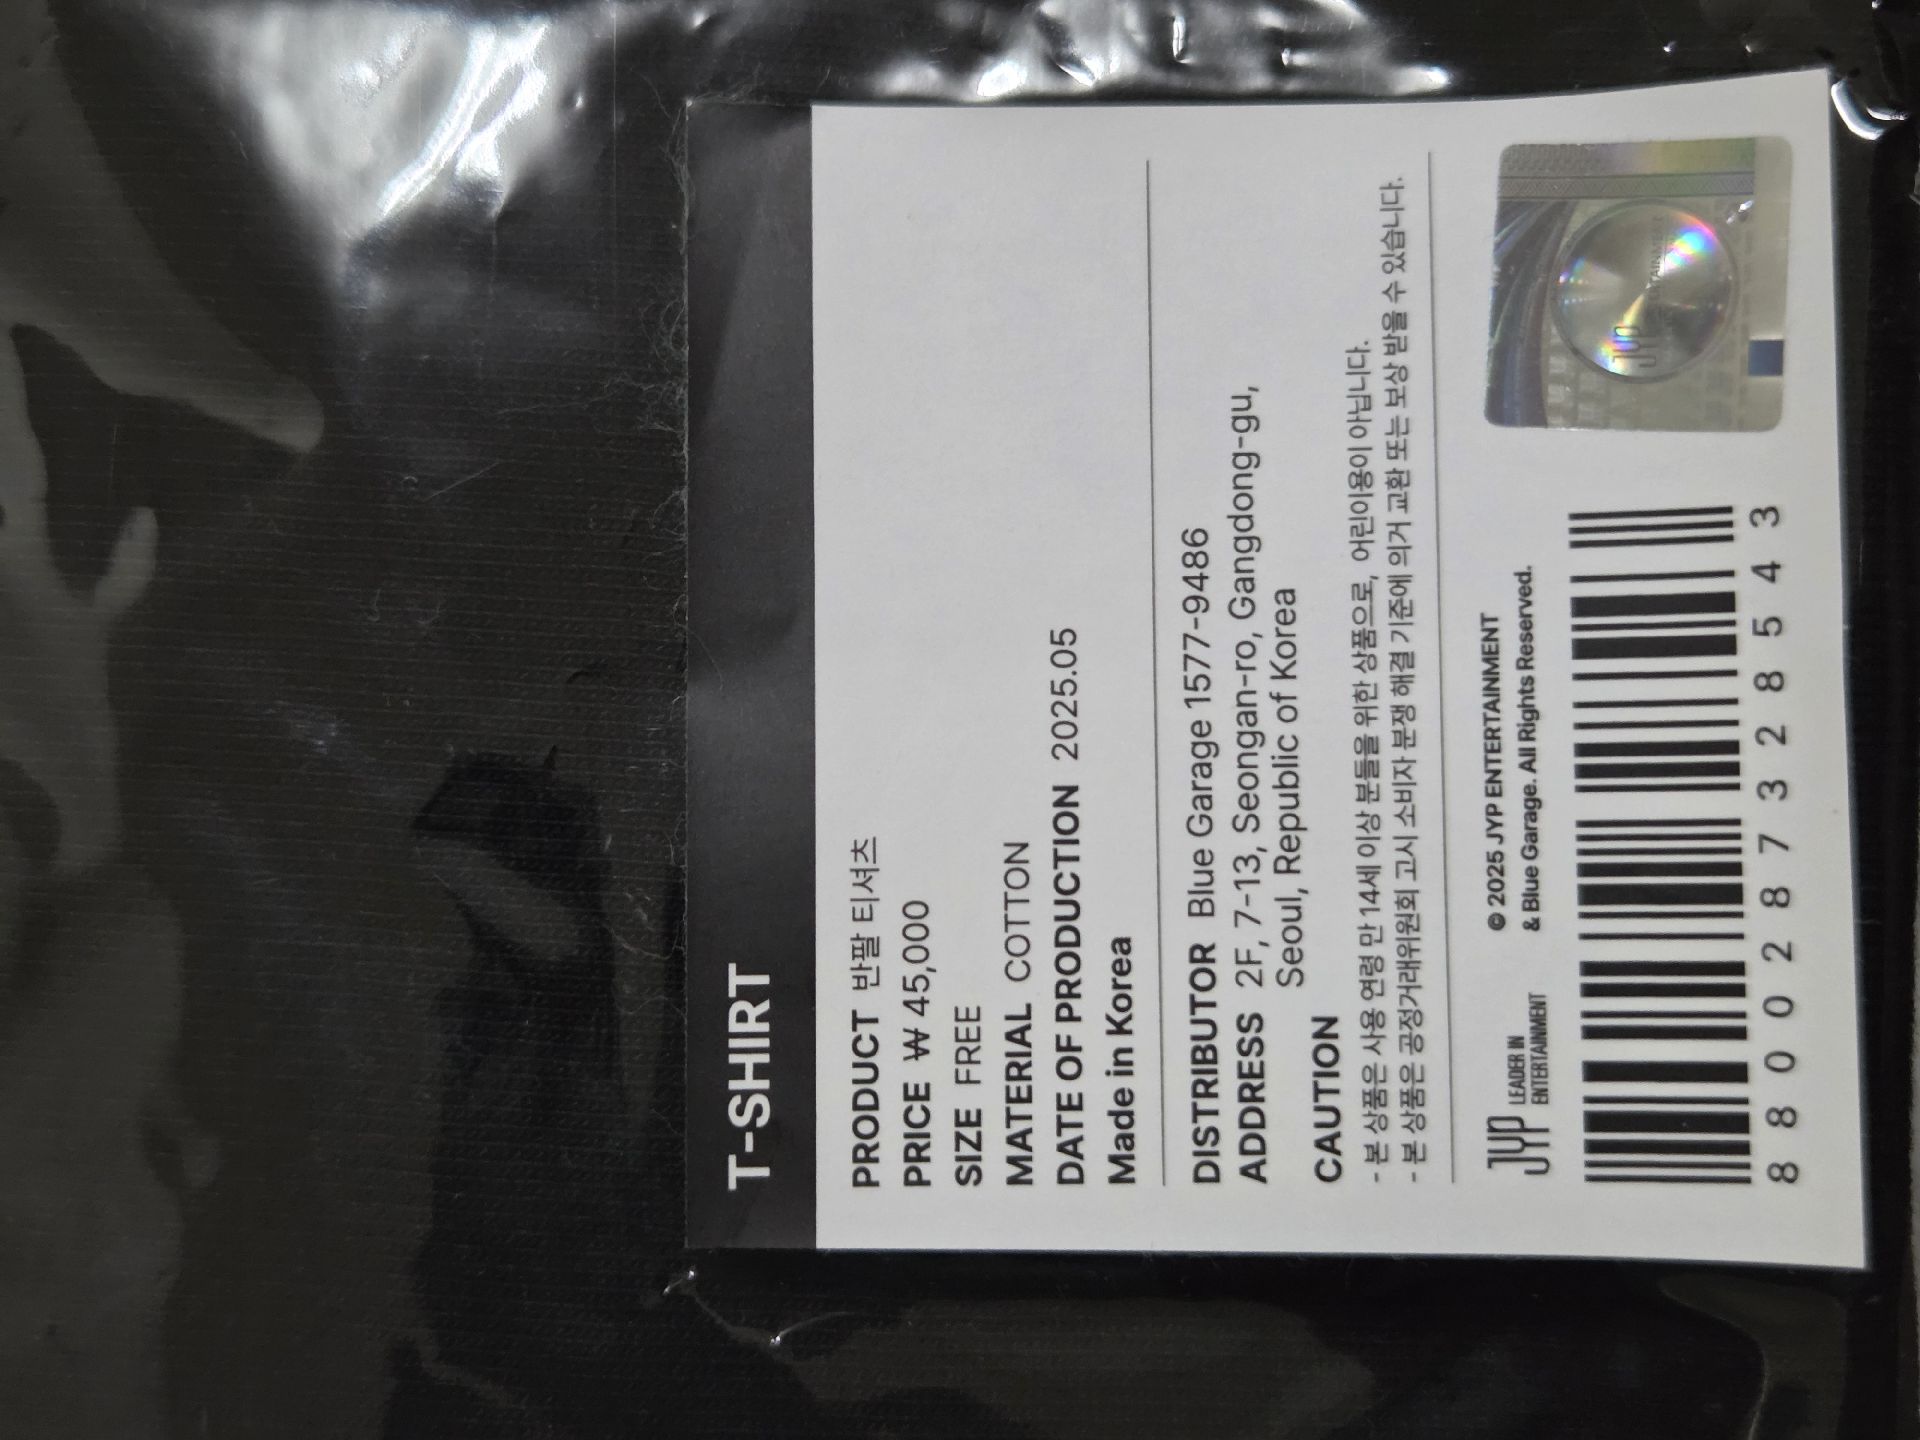 T-SHIRT
PRODUCT 반팔 티셔츠
PRICE ₩ 45,000
SIZE FREE
MATERIAL COTTON
DATE OF PRODUCTION 2025.05
Made in Korea
DISTRIBUTOR Blue Garage 1577-9486
ADDRESS 2F, 7-13, Seongan-ro, Gangdong-gu,
Seoul, Republic of Korea
CAUTION
- 본 상품은 사용 연령 만 14세 이상 분들을 위한 상품으로, 어린이용이 아닙니다.
- 본 상품은 공정거래위원회 고시 소비자 분쟁 해결 기준에 의거 교환 또는 보상 받을 수 있습니다.
JYP LEADER IN
ENTERTAINMENT
© 2025 JYP ENTERTAINMENT
& Blue Garage. All Rights Reserved.
8800287328543
JYP